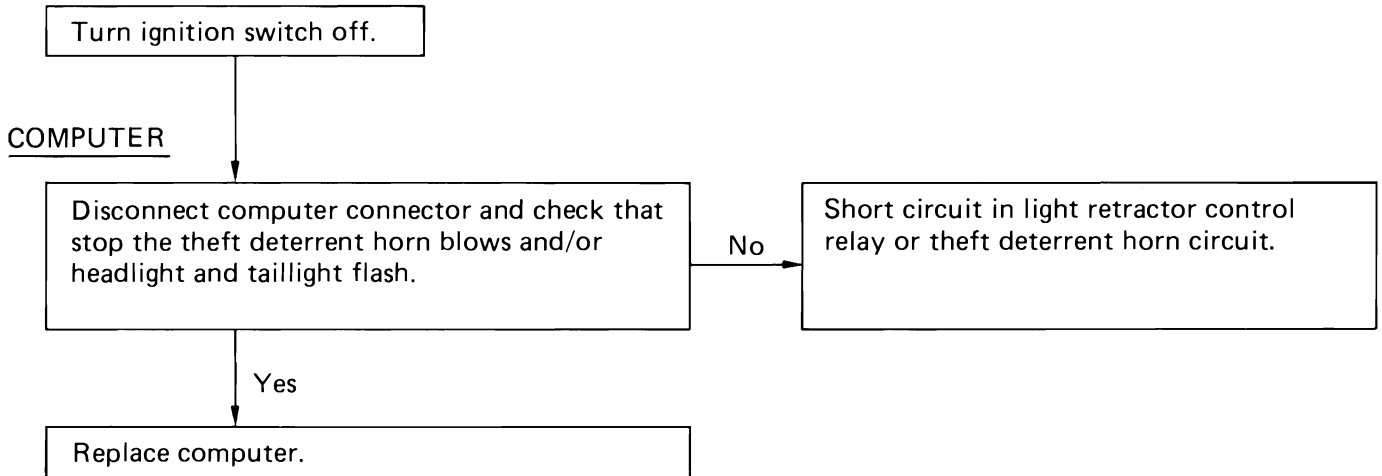 Turn ignition switch off.
COMPUTER
Disconnect computer connector and check that
stop the theft deterrent horn blows and/or
headlight and taillight flash.
No
Short circuit in light retractor control
relay or theft deterrent horn circuit.
Yes
Replace computer.